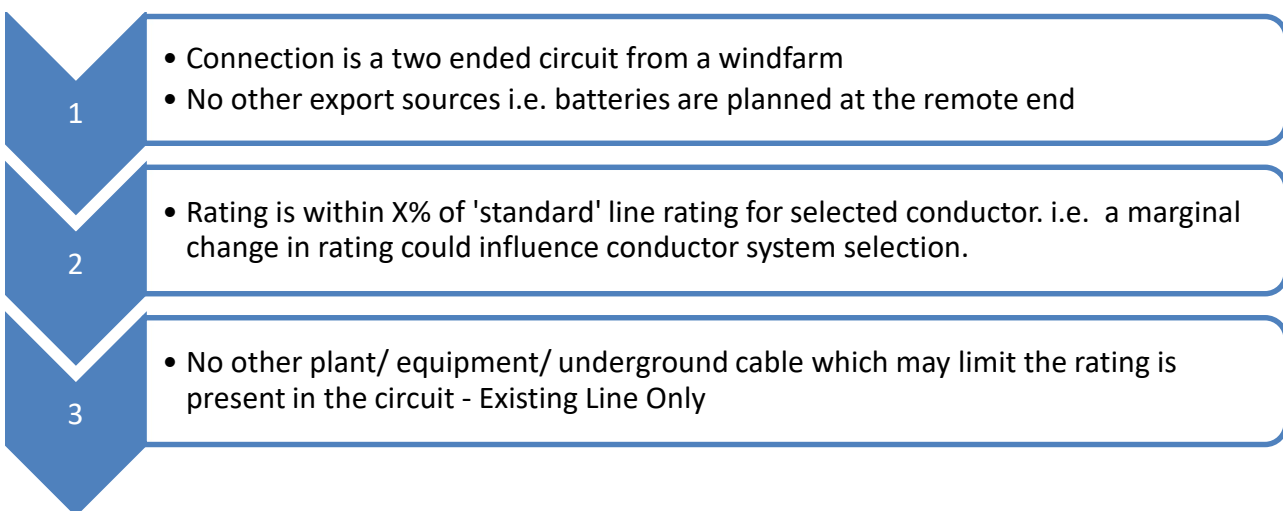 1
• Connection is a two ended circuit from a windfarm
• No other export sources i.e. batteries are planned at the remote end
2
• Rating is within X% of 'standard' line rating for selected conductor. i.e.  a marginal
change in rating could influence conductor system selection.
3
• No other plant/ equipment/ underground cable which may limit the rating is
present in the circuit - Existing Line Only